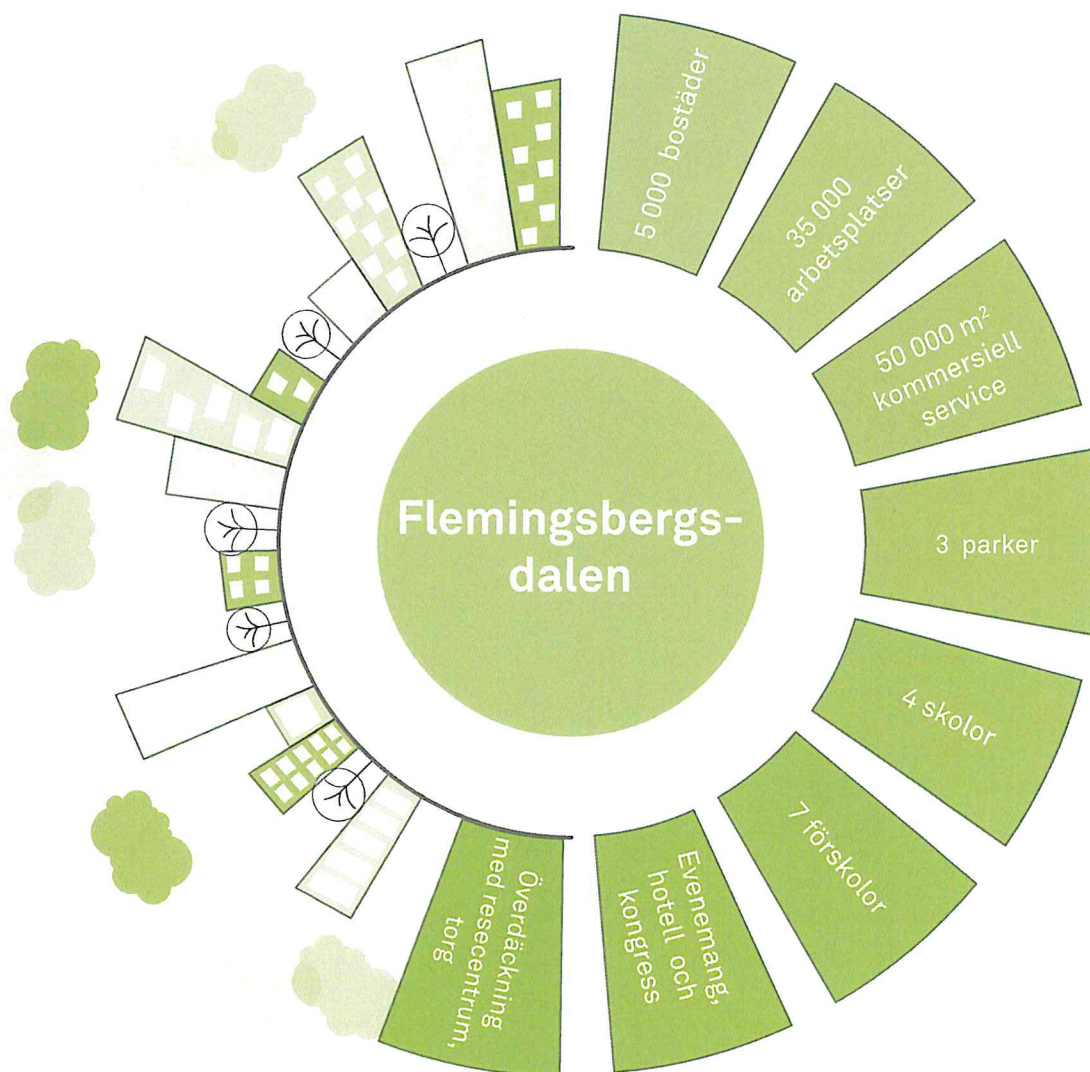 5 000 bostäder
35 000
arbetsplatser
50 000 m²
kommersiell
service
3 parker
4 skolor
7 förskolor
Evenemang,
hotell och
kongress
Överdäckning
med resecentrum,
torg
Flemingsbergs-
dalen